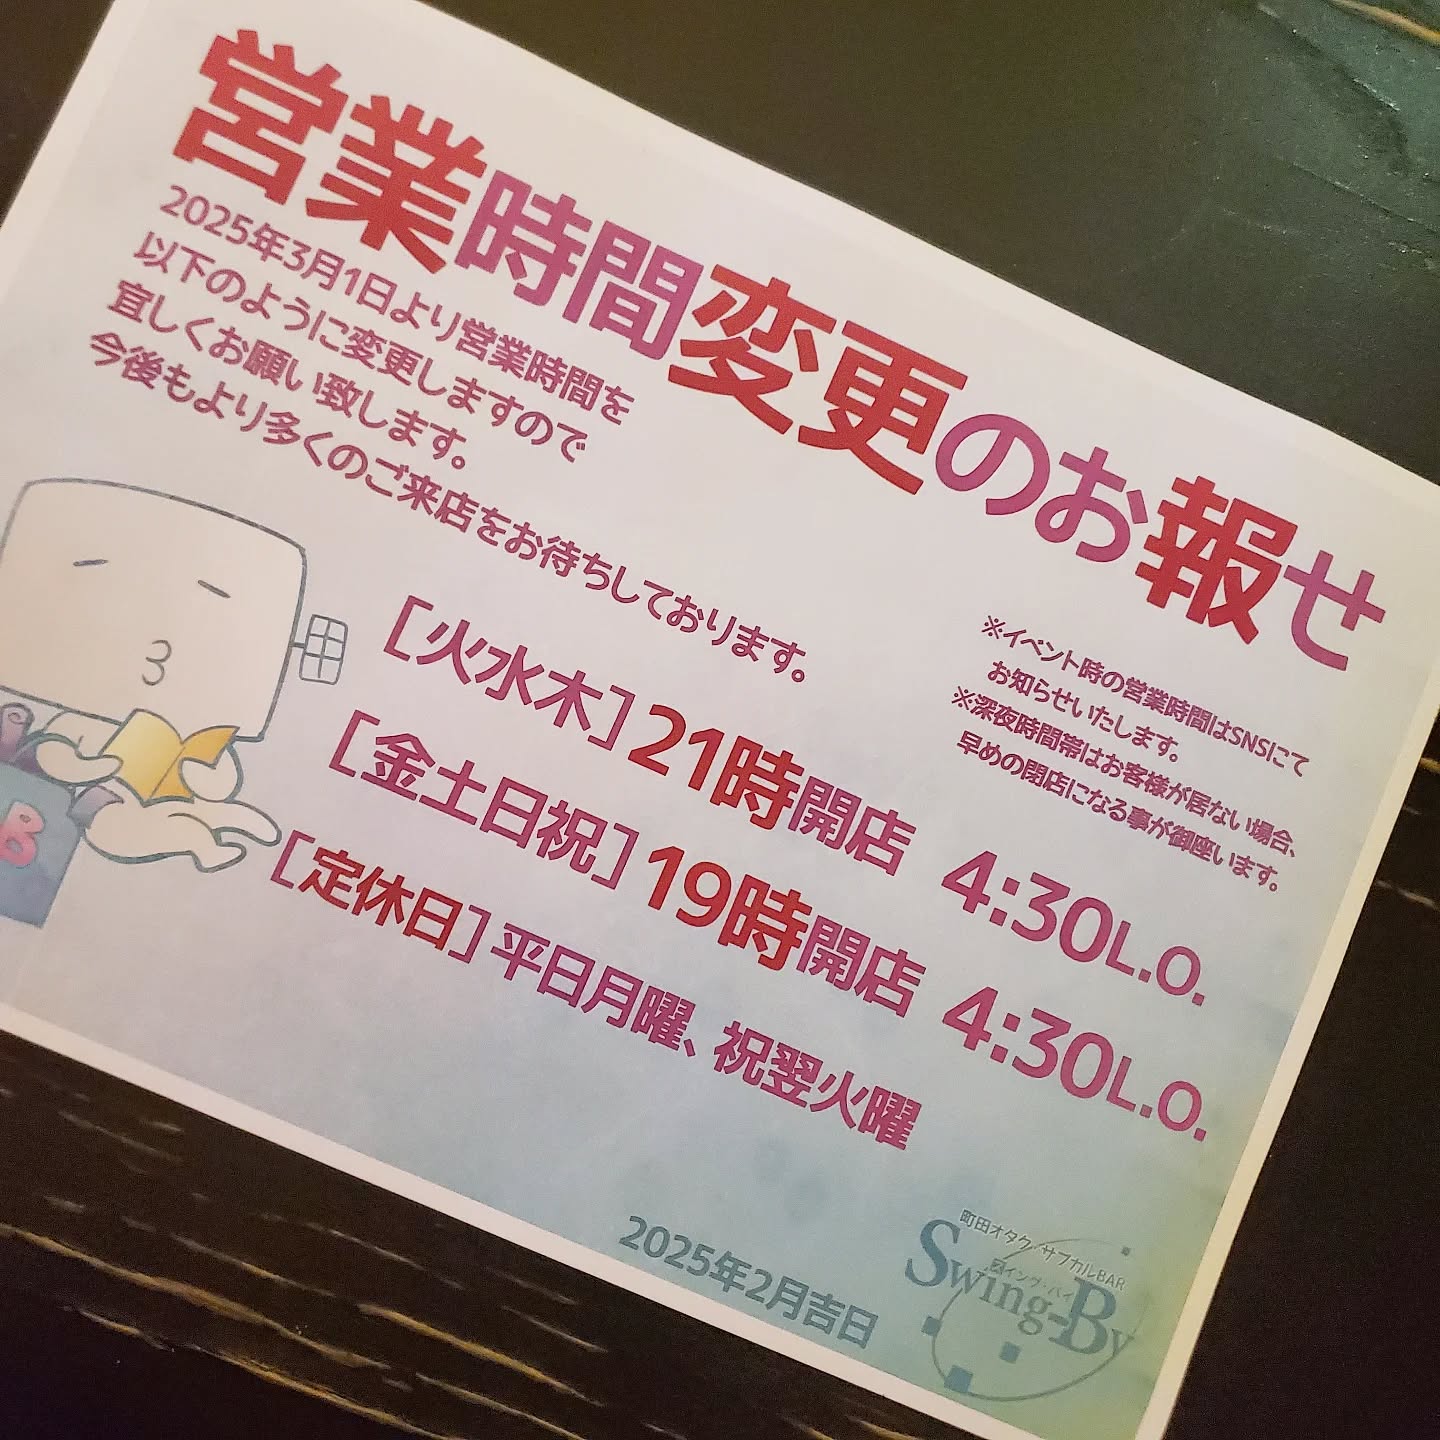 営業時間変更のお報せ
2025年3月1日より営業時間を
以下のように変更しますので
宜しくお願い致します。
今後もより多くのご来店をお待ちしております。
※イベント時の営業時間はSNSにて
お知らせいたします。
※深夜時間帯はお客様が居ない場合、
早めの閉店になる事が御座います。
[火水木]21時開店 4:30L.O.
[金土日祝]19時開店 4:30L.O.
[定休日]平日月曜、祝翌火曜
B
2025年2月吉日
町田オタク/サブカルBAR
スイング・バイ
Swing-By